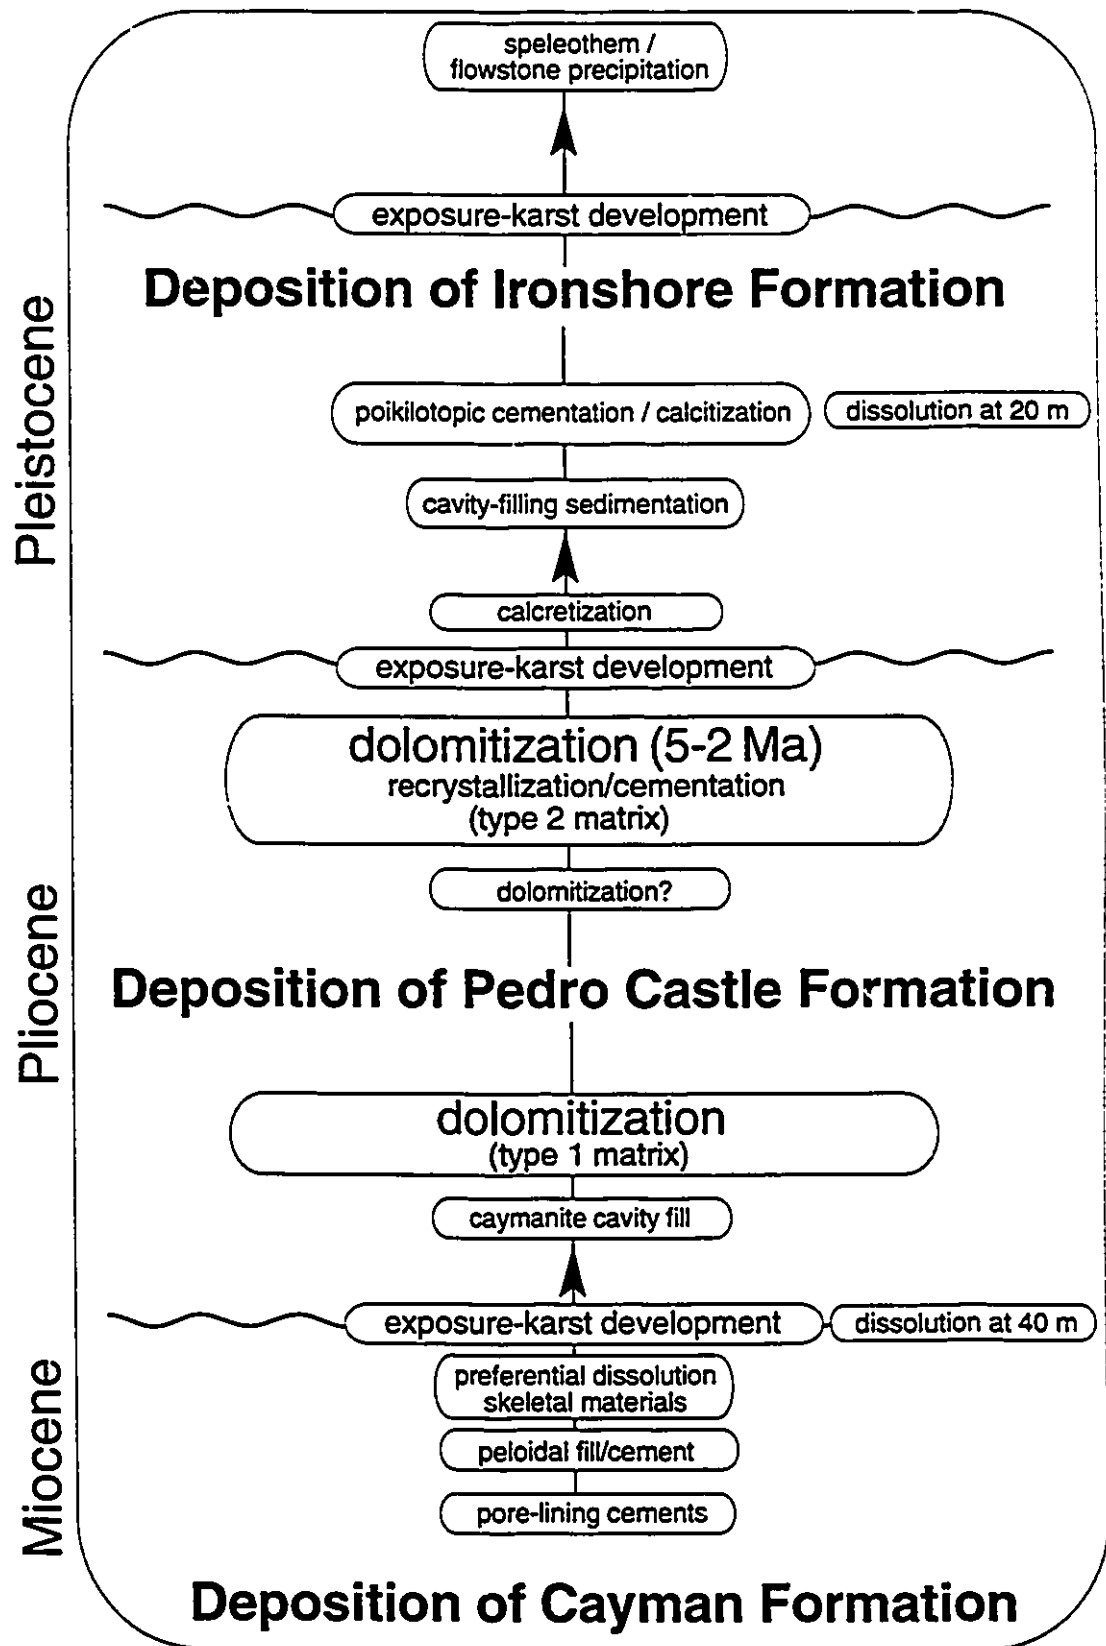 speleothem /
flowstone precipitation
exposure-karst development
Deposition of Ironshore Formation
poikilotopic cementation / calcitization
dissolution at 20 m
cavity-filling sedimentation
calcretization
exposure-karst development
dolomitization (5-2 Ma)
recrystallization/cementation
(type 2 matrix)
dolomitization?
Deposition of Pedro Castle Formation
dolomitization
(type 1 matrix)
caymanite cavity fill
exposure-karst development
dissolution at 40 m
preferential dissolution
skeletal materials
peloidal fill/cement
pore-lining cements
Deposition of Cayman Formation
Pleistocene
Pliocene
Miocene